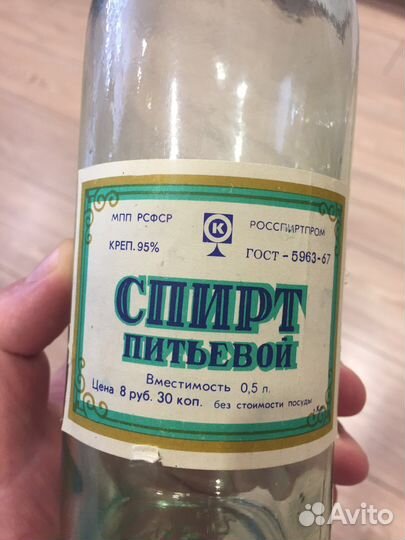 МПП РСФСР
К
РОССПИРТПРОМ
КРЕП. 95%
ГОСТ - 5963-67
СПИРТ
ПИТЬЕВОЙ
Вместимость 0,5 л.
Цена 8 руб. 30 коп. без стоимости посуды
Avito